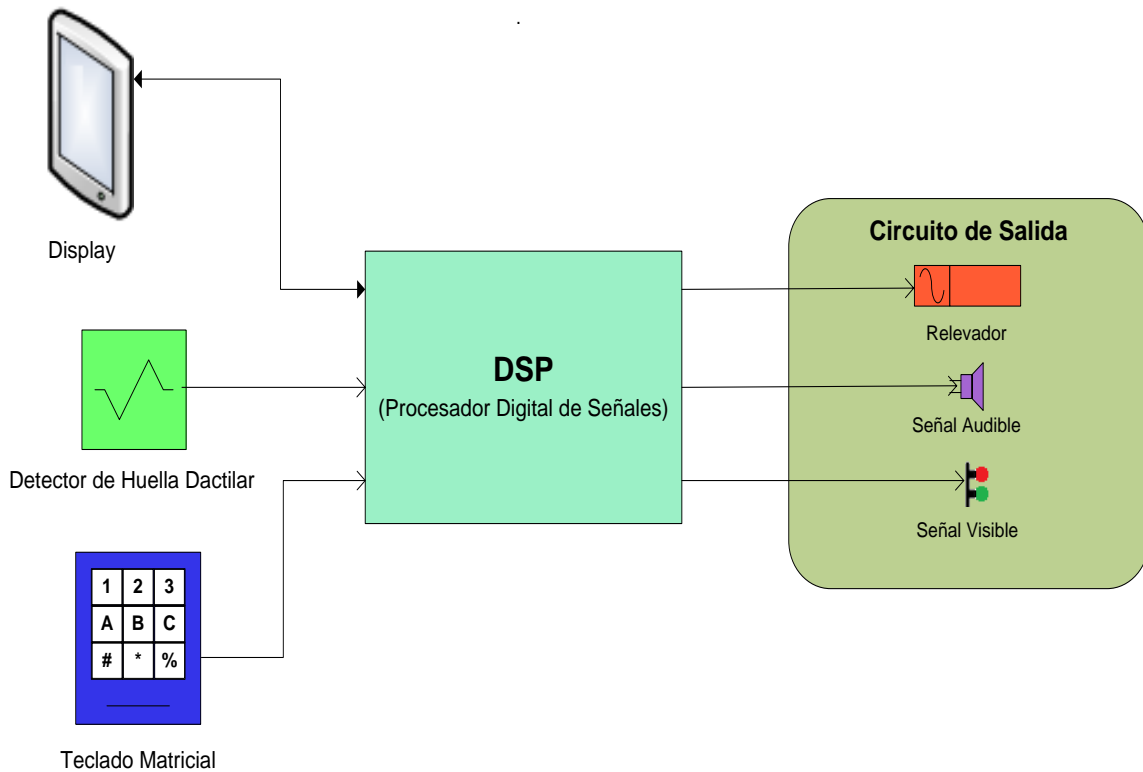 Display
Detector de Huella Dactilar
1 2 3
A B C
# * %
Teclado Matricial
DSP
(Procesador Digital de Señales)
Circuito de Salida
Relevador
Señal Audible
Señal Visible